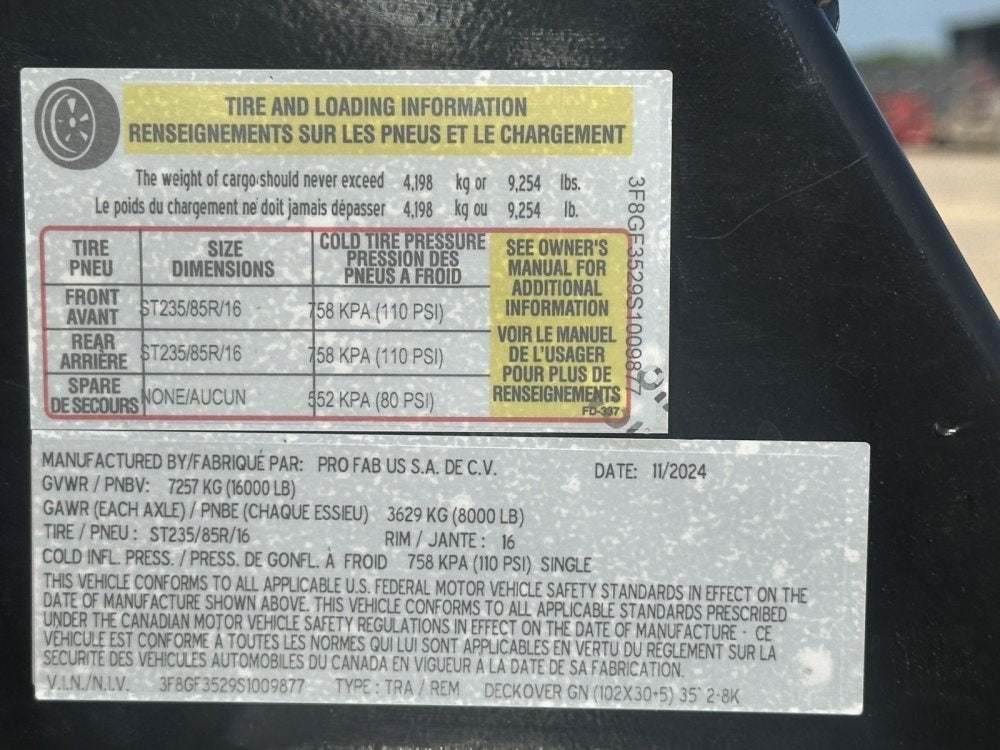 TIRE AND LOADING INFORMATION
RENSEIGNEMENTS SUR LES PNEUS ET LE CHARGEMENT
The weight of cargo should never exceed 4,198 kg or 9,254 lbs.
Le poids du chargement ne doit jamais dépasser 4,198 kg ou 9,254 lb.
TIRE PNEU
SIZE DIMENSIONS
COLD TIRE PRESSURE
PRESSION DES
PNEUS A FROID
FRONT AVANT
ST235/85R/16
758 KPA (110 PSI)
REAR ARRIÈRE
ST235/85R/16
758 KPA (110 PSI)
SPARE DE SECOURS
NONE/AUCUN
552 KPA (80 PSI)
SEE OWNER'S
MANUAL FOR
ADDITIONAL
INFORMATION
VOIR LE MANUEL
DE L'USAGER
POUR PLUS DE
RENSEIGNEMENTS
FD-337
3F8GF3529S1009877
MANUFACTURED BY/FABRIQUÉ PAR: PRO FAB US S.A. DE C.V. DATE: 11/2024
GVWR / PNBV: 7257 KG (16000 LB)
GAWR (EACH AXLE) / PNBE (CHAQUE ESSIEU) 3629 KG (8000 LB)
TIRE / PNEU : ST235/85R/16 RIM / JANTE : 16
COLD INFL. PRESS. / PRESS. DE GONFL. À FROID 758 KPA (110 PSI) SINGLE
THIS VEHICLE CONFORMS TO ALL APPLICABLE U.S. FEDERAL MOTOR VEHICLE SAFETY STANDARDS IN EFFECT ON THE
DATE OF MANUFACTURE SHOWN ABOVE. THIS VEHICLE CONFORMS TO ALL APPLICABLE STANDARDS PRESCRIBED
UNDER THE CANADIAN MOTOR VEHICLE SAFETY REGULATIONS IN EFFECT ON THE DATE OF MANUFACTURE - CE
VÉHICULE EST CONFORME À TOUTES LES NORMES QUI LUI SONT APPLICABLES EN VERTU DU RÈGLEMENT SUR LA
SÉCURITÉ DES VÉHICULES AUTOMOBILES DU CANADA EN VIGUEUR À LA DATE DE SA FABRICATION.
V.I.N./N.I.V. 3F8GF3529S1009877 TYPE : TRA / REM DECKOVER GN (102X30+5) 35' 2-8K